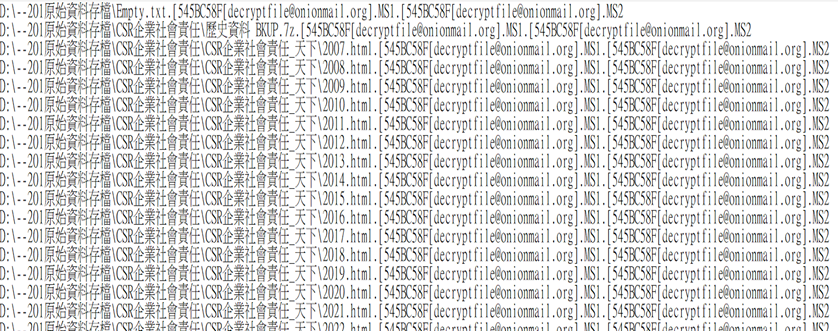 D:\--201原始資料存檔\Empty.txt.[545BC58F[decryptfile@onionmail.org].MS1.[545BC58F[decryptfile@onionmail.org].MS2
D:\--201原始資料存檔\CSR企業社會責任\歷史資料 BKUP.7z.[545BC58F[decryptfile@onionmail.org].MS1.[545BC58F[decryptfile@onionmail.org].MS2
D:\--201原始資料存檔\CSR企業社會責任\CSR企業社會責任_天下\2007.html.[545BC58F[decryptfile@onionmail.org].MS1.[545BC58F[decryptfile@onionmail.org].MS2
D:\--201原始資料存檔\CSR企業社會責任\CSR企業社會責任_天下\2008.html.[545BC58F[decryptfile@onionmail.org].MS1.[545BC58F[decryptfile@onionmail.org].MS2
D:\--201原始資料存檔\CSR企業社會責任\CSR企業社會責任_天下\2009.html.[545BC58F[decryptfile@onionmail.org].MS1.[545BC58F[decryptfile@onionmail.org].MS2
D:\--201原始資料存檔\CSR企業社會責任\CSR企業社會責任_天下\2010.html.[545BC58F[decryptfile@onionmail.org].MS1.[545BC58F[decryptfile@onionmail.org].MS2
D:\--201原始資料存檔\CSR企業社會責任\CSR企業社會責任_天下\2011.html.[545BC58F[decryptfile@onionmail.org].MS1.[545BC58F[decryptfile@onionmail.org].MS2
D:\--201原始資料存檔\CSR企業社會責任\CSR企業社會責任_天下\2012.html.[545BC58F[decryptfile@onionmail.org].MS1.[545BC58F[decryptfile@onionmail.org].MS2
D:\--201原始資料存檔\CSR企業社會責任\CSR企業社會責任_天下\2013.html.[545BC58F[decryptfile@onionmail.org].MS1.[545BC58F[decryptfile@onionmail.org].MS2
D:\--201原始資料存檔\CSR企業社會責任\CSR企業社會責任_天下\2014.html.[545BC58F[decryptfile@onionmail.org].MS1.[545BC58F[decryptfile@onionmail.org].MS2
D:\--201原始資料存檔\CSR企業社會責任\CSR企業社會責任_天下\2015.html.[545BC58F[decryptfile@onionmail.org].MS1.[545BC58F[decryptfile@onionmail.org].MS2
D:\--201原始資料存檔\CSR企業社會責任\CSR企業社會責任_天下\2016.html.[545BC58F[decryptfile@onionmail.org].MS1.[545BC58F[decryptfile@onionmail.org].MS2
D:\--201原始資料存檔\CSR企業社會責任\CSR企業社會責任_天下\2017.html.[545BC58F[decryptfile@onionmail.org].MS1.[545BC58F[decryptfile@onionmail.org].MS2
D:\--201原始資料存檔\CSR企業社會責任\CSR企業社會責任_天下\2018.html.[545BC58F[decryptfile@onionmail.org].MS1.[545BC58F[decryptfile@onionmail.org].MS2
D:\--201原始資料存檔\CSR企業社會責任\CSR企業社會責任_天下\2019.html.[545BC58F[decryptfile@onionmail.org].MS1.[545BC58F[decryptfile@onionmail.org].MS2
D:\--201原始資料存檔\CSR企業社會責任\CSR企業社會責任_天下\2020.html.[545BC58F[decryptfile@onionmail.org].MS1.[545BC58F[decryptfile@onionmail.org].MS2
D:\--201原始資料存檔\CSR企業社會責任\CSR企業社會責任_天下\2021.html.[545BC58F[decryptfile@onionmail.org].MS1.[545BC58F[decryptfile@onionmail.org].MS2
D:\--201原始資料存檔\CSR企業社會責任\CSR企業社會責任_天下\2022.html.[545BC58F[decryptfile@onionmail.org].MS1.[545BC58F[decryptfile@onionmail.org].MS2